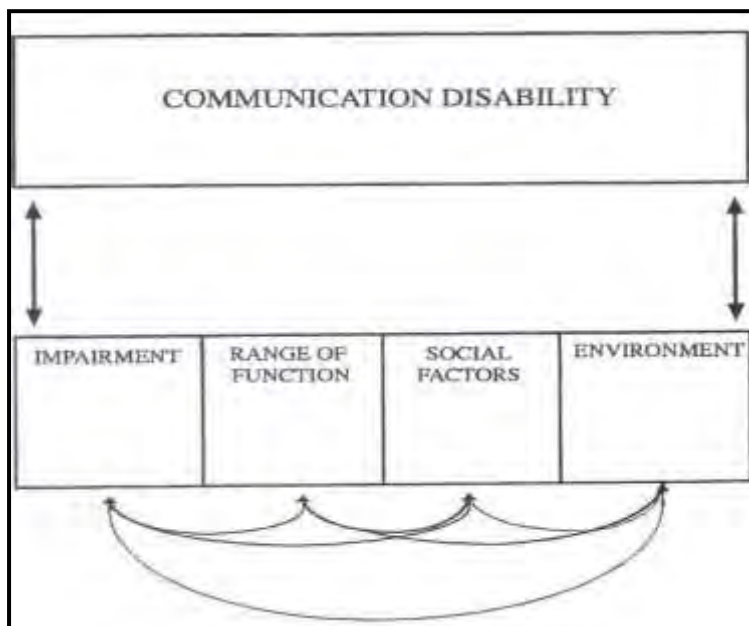 COMMUNICATION DISABILITY
IMPAIRMENT
RANGE OF
FUNCTION
SOCIAL
FACTORS
ENVIRONMENT